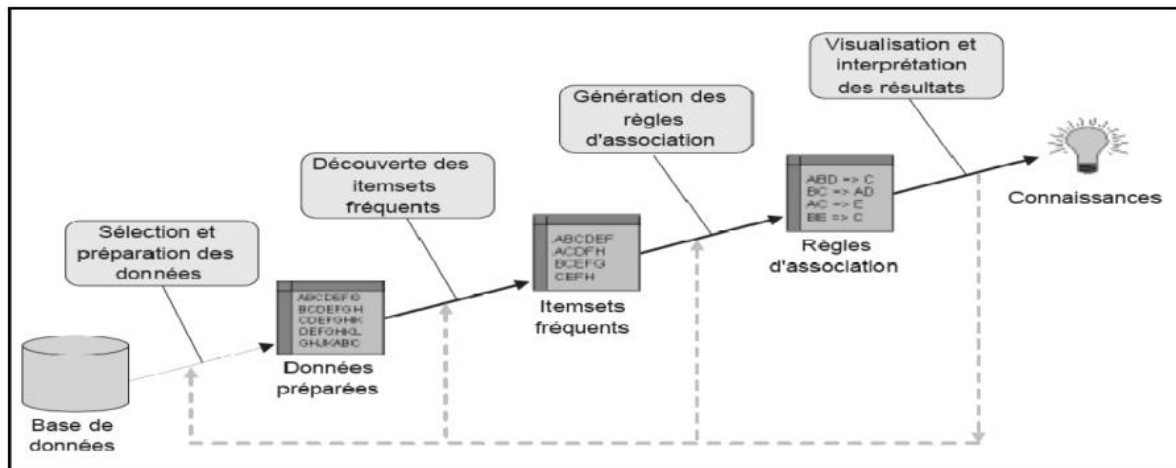 Visualisation et
interprétation
des résultats
Génération des
règles
d'association
Découverte des
itemsets
fréquents
Sélection et
préparation des
données
Base de
données
ABCDEFG
BCDEFGH
CDEFGHK
DEFGHKL
GHJKABC
Données
préparées
ABCDEF
ACDFH
BCEFG
CEFH
Itemsets
fréquents
ABD => C
BC => AD
AC => E
BE => C
Règles
d'association
Connaissances